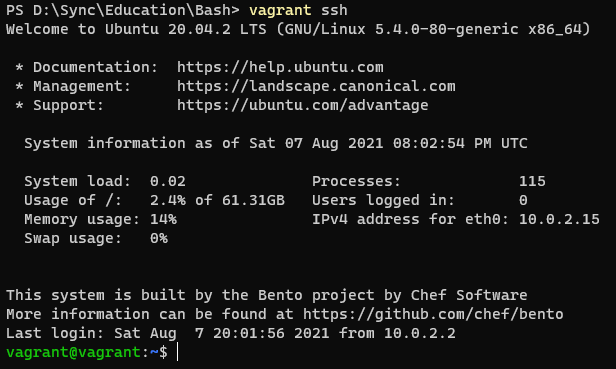 PS D:\Sync\Education\Bash> vagrant ssh
Welcome to Ubuntu 20.04.2 LTS (GNU/Linux 5.4.0-80-generic x86_64)

 * Documentation:  https://help.ubuntu.com
 * Management:     https://landscape.canonical.com
 * Support:        https://ubuntu.com/advantage

  System information as of Sat 07 Aug 2021 08:02:54 PM UTC

  System load:  0.02              Processes:             115
  Usage of /:   2.4% of 61.31GB   Users logged in:       0
  Memory usage: 14%               IPv4 address for eth0: 10.0.2.15
  Swap usage:   0%


This system is built by the Bento project by Chef Software
More information can be found at https://github.com/chef/bento
Last login: Sat Aug  7 20:01:56 2021 from 10.0.2.2
vagrant@vagrant:~$